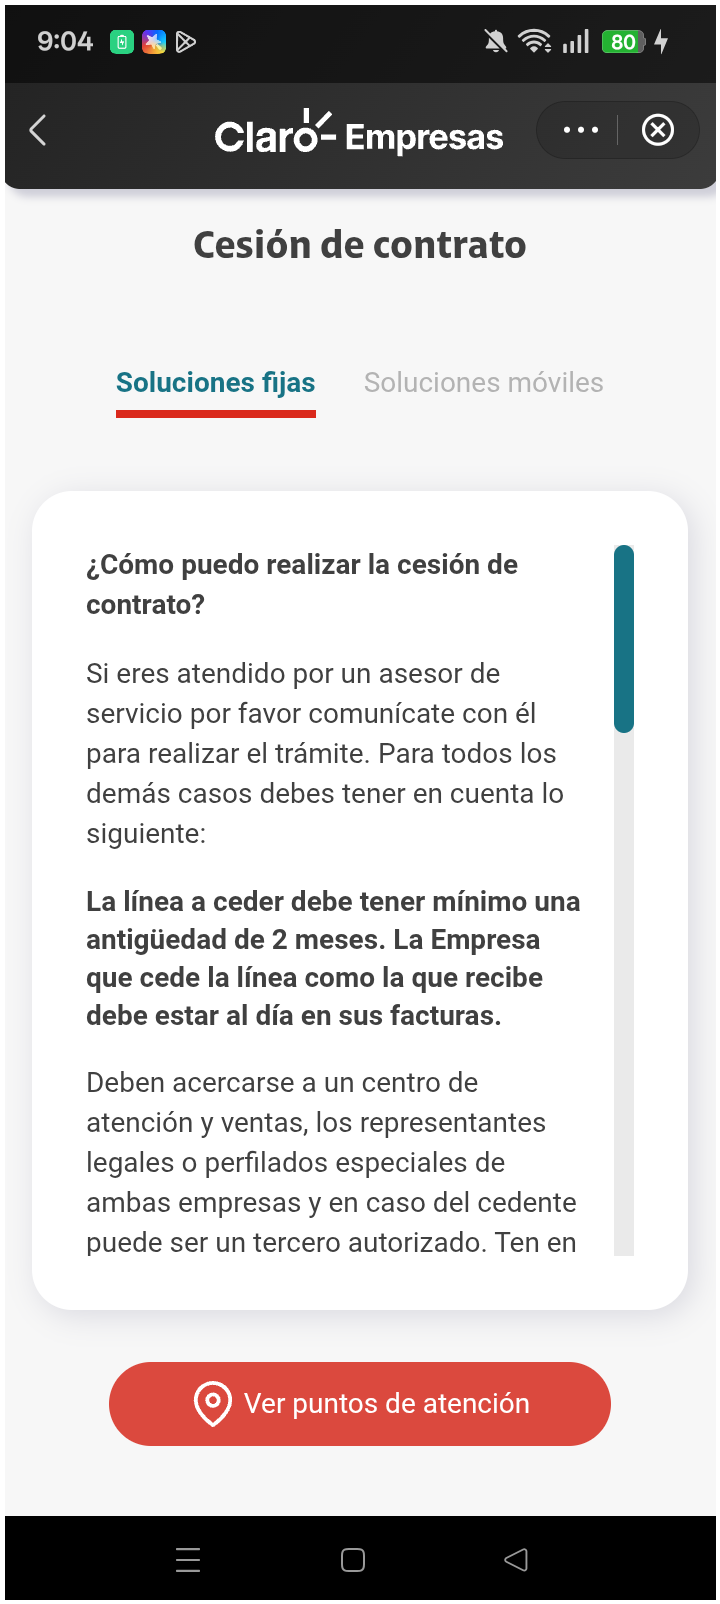 9:04
80
Claro Empresas
Cesión de contrato
Soluciones fijas Soluciones móviles
¿Cómo puedo realizar la cesión de
contrato?
Si eres atendido por un asesor de
servicio por favor comunícate con él
para realizar el trámite. Para todos los
demás casos debes tener en cuenta lo
siguiente:
La línea a ceder debe tener mínimo una
antigüedad de 2 meses. La Empresa
que cede la línea como la que recibe
debe estar al día en sus facturas.
Deben acercarse a un centro de
atención y ventas, los representantes
legales o perfilados especiales de
ambas empresas y en caso del cedente
puede ser un tercero autorizado. Ten en
Ver puntos de atención